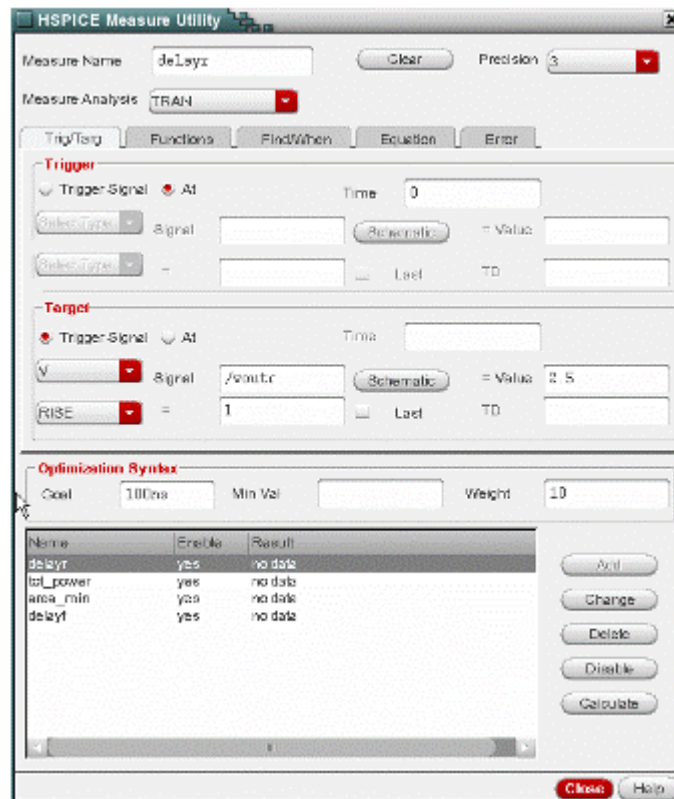 HSPICE Measure Utility
Measure Name delayr Clear Precision 3
Measure Analysis TRAN
Trig/Targ Functions Find/When Equation Error
Trigger
Trigger Signal At Time 0
Select Type Signal Schematic = Value
Select Type = Last TD
Target
Trigger Signal At Time
V Signal /voutr Schematic = Value 2.5
RISE = 1 Last TD
Optimization Syntax
Goal 100ns Min Val Weight 10
Name Enable Result
delayr yes no data
tot_power yes no data
area_min yes no data
delayf yes no data
Add
Change
Delete
Disable
Calculate
Close Help